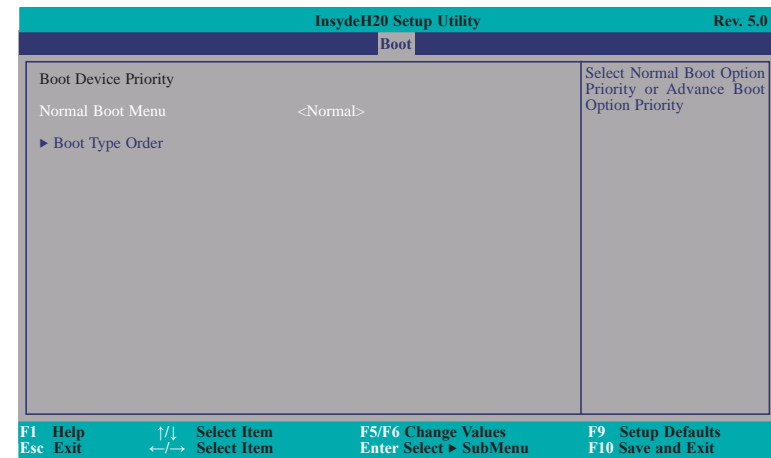 InsydeH20 Setup Utility Rev. 5.0
Boot
Boot Device Priority
Normal Boot Menu <Normal>
► Boot Type Order
Select Normal Boot Option
Priority or Advance Boot
Option Priority
F1 Help ↑/↓ Select Item F5/F6 Change Values F9 Setup Defaults
Esc Exit ←/→ Select Item Enter Select ► SubMenu F10 Save and Exit